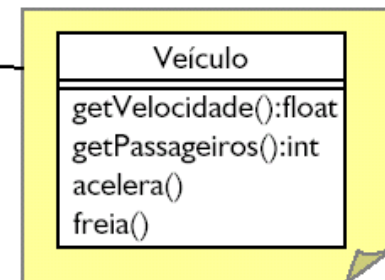 Veículo
getVelocidade():float
getPassageiros():int
acelera()
freia()